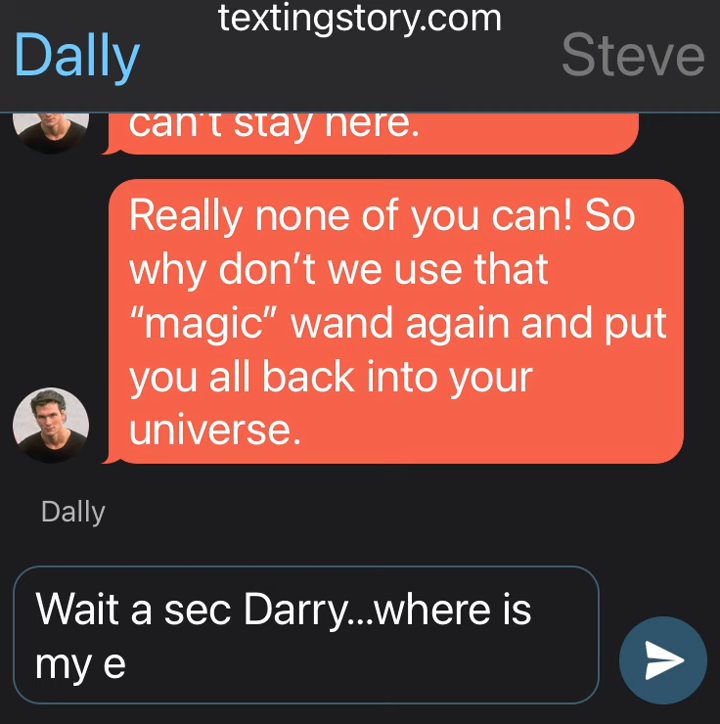 textingstory.com
Dally
Steve
can't stay here.
Really none of you can! So
why don’t we use that
“magic” wand again and put
you all back into your
universe.
Dally
Wait a sec Darry...where is
my e